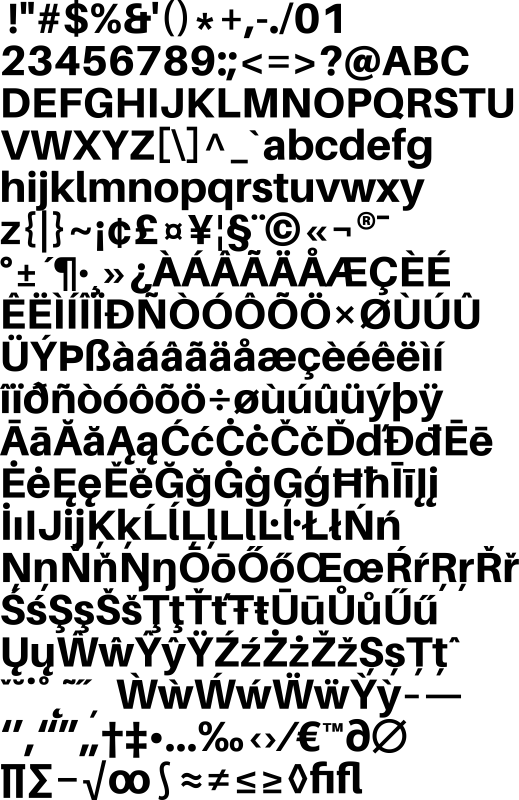 !"#$%&'()*+,-./01
23456789:;<=>?@ABC
DEFGHIJKLMNOPQRSTU
VWXYZ[\]^_`abcdefg
hijklmnopqrstuvwxy
z{|}~¡¢£¤¥¦§¨©«¬®¯
°±´¶·¸»¿ÀÁÂÃÄÅÆÇÈÉ
ÊËÌÍÎÏÐÑÒÓÔÕÖ×ØÙÚÛ
ÜÝÞßàáâãäåæçèéêëìí
îïðñòóôõö÷øùúûüýþÿ
ĀāĂăĄąĆćĊċČčĎďĐđĒē
ĖėĘęĚěĞğĠġĢģĦħĪīĮį
İıIJijĶķĹĺĻļĽľĿŀŁłŃń
ŅņŇňŊŋŌōŐőŒœŔŕŖŗŘř
ŚśŞşŠšŢţŤťŦŧŪūŮůŰű
ŲųŴŵŶŷŸŹźŻżŽžȘșȚțˆ
ˇ˘˙˚˛˜˝ ẀẁẂẃẄẅỲỳ–—
‘’‚“”„†‡•…‰‹›⁄€™∂∅
∏∑−√∞∫≈≠≤≥◊fifl